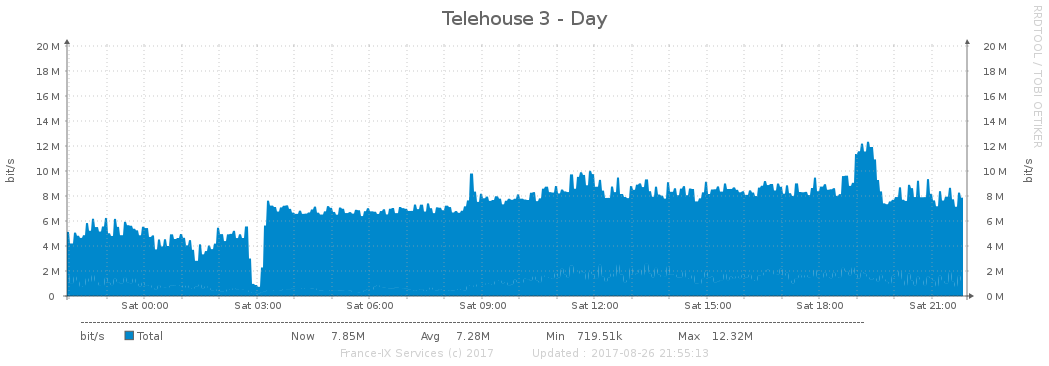 Telehouse 3 - Day
RRDTOOL / TOBI OETIKER
20 M 20 M
18 M 18 M
16 M 16 M
14 M 14 M
12 M 12 M
10 M 10 M
8 M 8 M
6 M 6 M
4 M 4 M
2 M 2 M
0 0 M
bit/s bit/s
Sat 00:00 Sat 03:00 Sat 06:00 Sat 09:00 Sat 12:00 Sat 15:00 Sat 18:00 Sat 21:00
bit/s Total Now 7.85M Avg 7.28M Min 719.51k Max 12.32M
France-IX Services (c) 2017 Updated : 2017-08-26 21:55:13